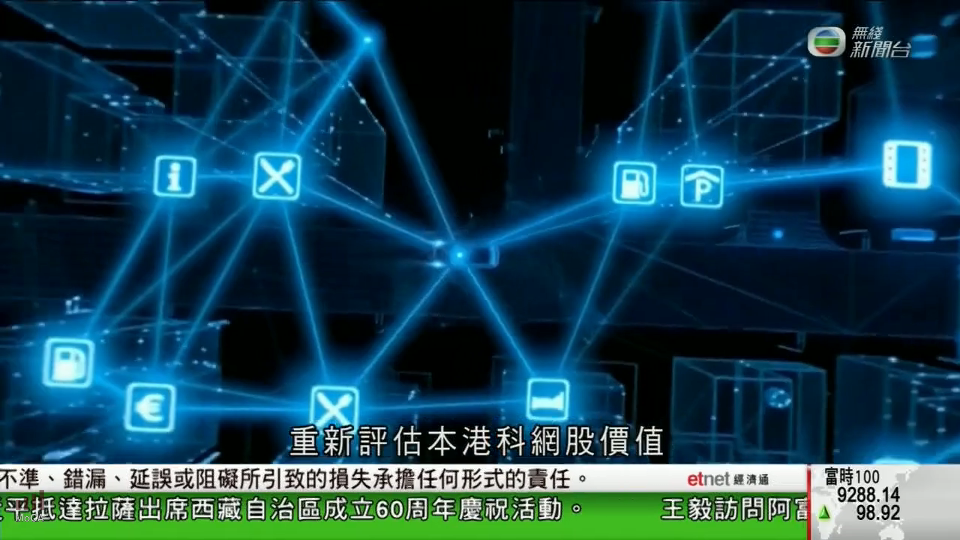 無綫
新聞台
i
P
€
重新評估本港科網股價值
不準、錯漏、延誤或阻礙所引致的損失承擔任何形式的責任。
etnet 經濟通
平抵達拉薩出席西藏自治區成立60周年慶祝活動。 王毅訪問阿富
富時100
9288.14
98.92